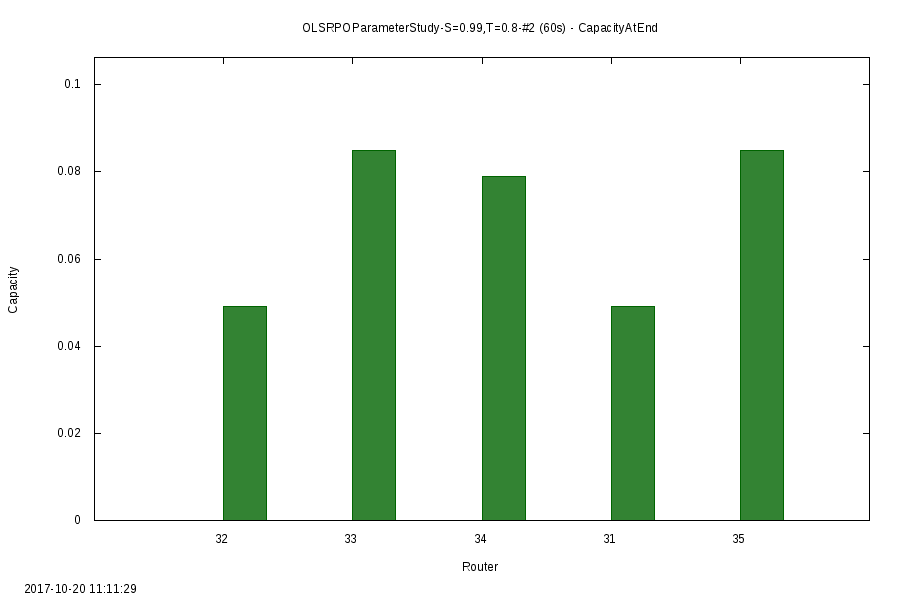 OLSRPOParameterStudy-S=0.99,T=0.8-#2 (60s) - CapacityAtEnd
0.1
0.08
0.06
0.04
0.02
0
Capacity
32 33 34 31 35
Router
2017-10-20 11:11:29